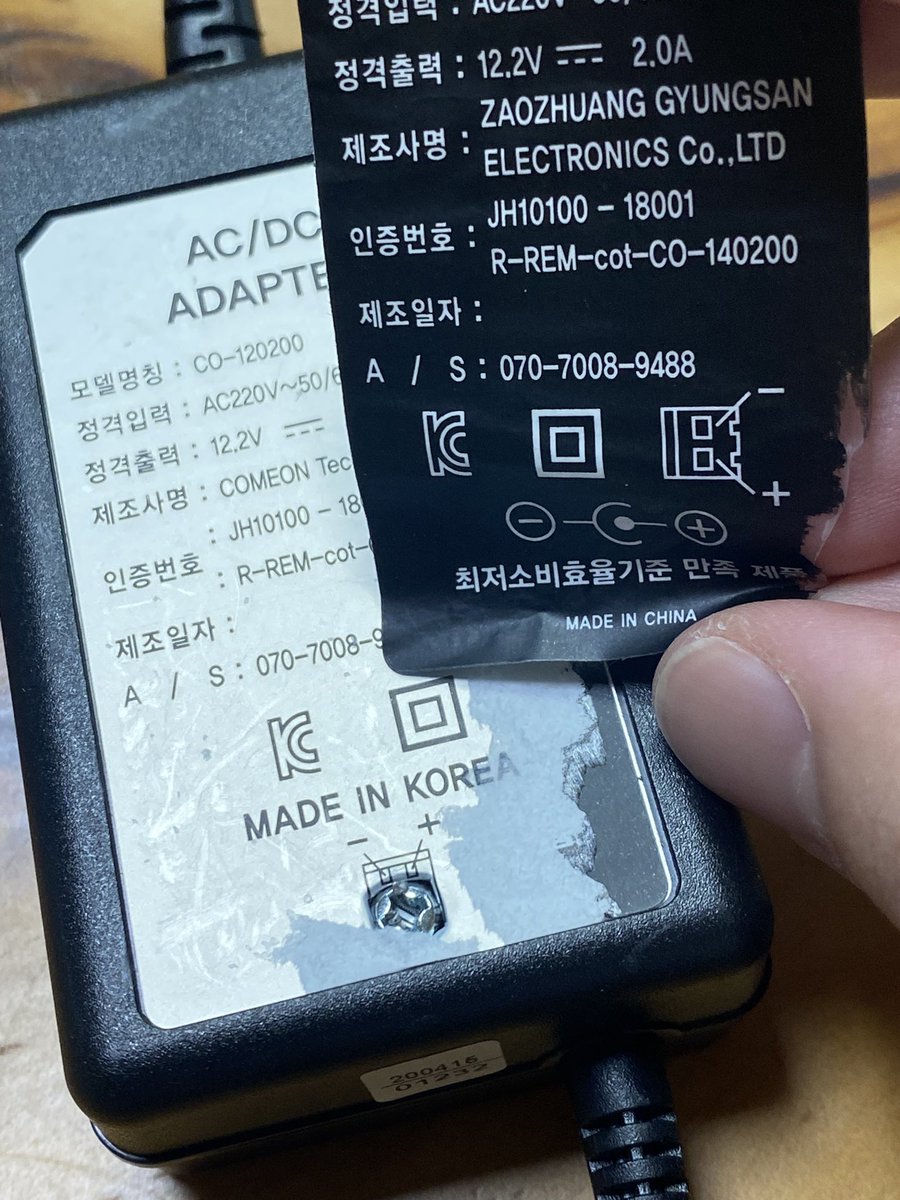 정격입력 : AC220V~50/
정격출력 : 12.2V 2.0A
제조사명 : ZAOZHUANG GYUNGSAN
ELECTRONICS Co.,LTD
인증번호 : JH10100 - 18001
R-REM-cot-CO-140200
제조일자 :
A / S : 070-7008-9488
최저소비효율기준 만족 제품
MADE IN CHINA
AC/DC
ADAPTE
모델명칭 : CO-120200
정격입력 : AC220V~50/6
정격출력 : 12.2V
제조사명 : COMEON Tec
: JH10100 - 18
인증번호
: R-REM-cot-
제조일자 :
A / S : 070-7008-9
MADE IN KOREA
200415
01232